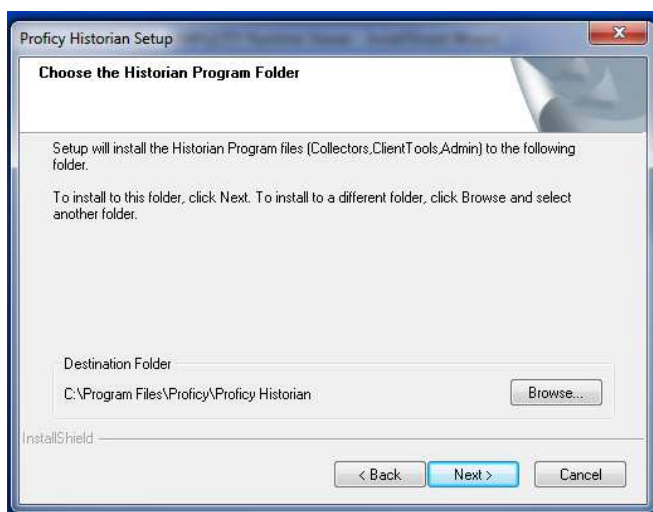 Proficy Historian Setup
Choose the Historian Program Folder
Setup will install the Historian Program files (Collectors,ClientTools,Admin) to the following
folder.
To install to this folder, click Next. To install to a different folder, click Browse and select
another folder.
Destination Folder
C:\Program Files\Proficy\Proficy Historian
Browse...
InstallShield
< Back
Next >
Cancel